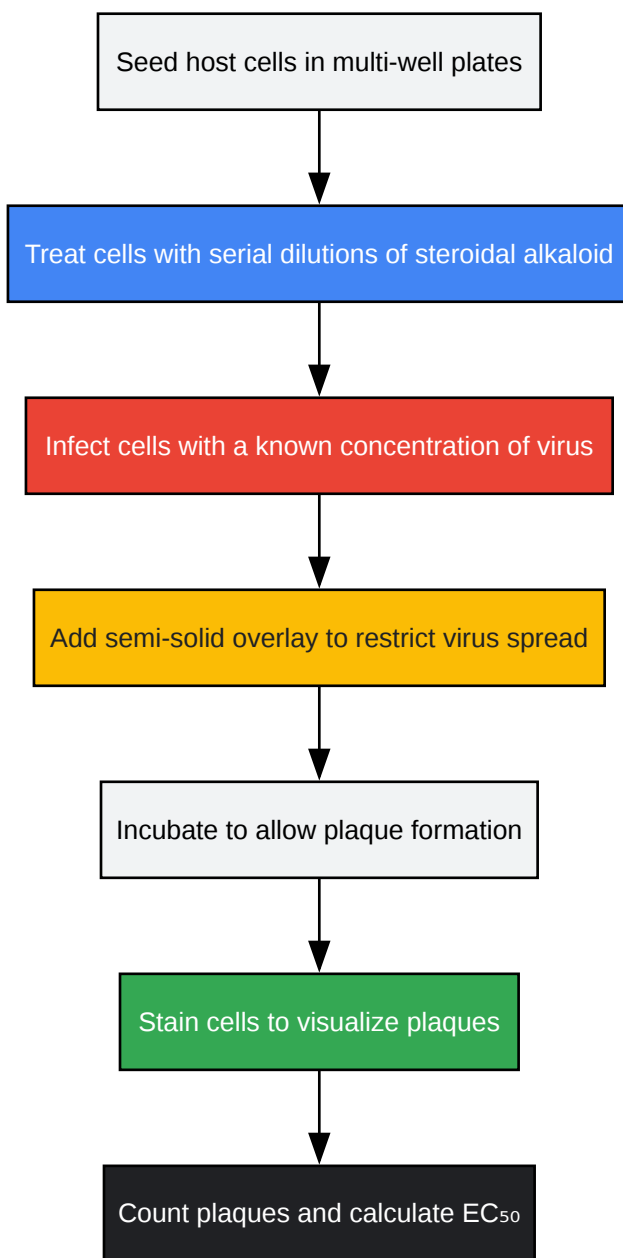 Seed host cells in multi-well plates
Treat cells with serial dilutions of steroidal alkaloid
Infect cells with a known concentration of virus
Add semi-solid overlay to restrict virus spread
Incubate to allow plaque formation
Stain cells to visualize plaques
Count plaques and calculate EC₅₀